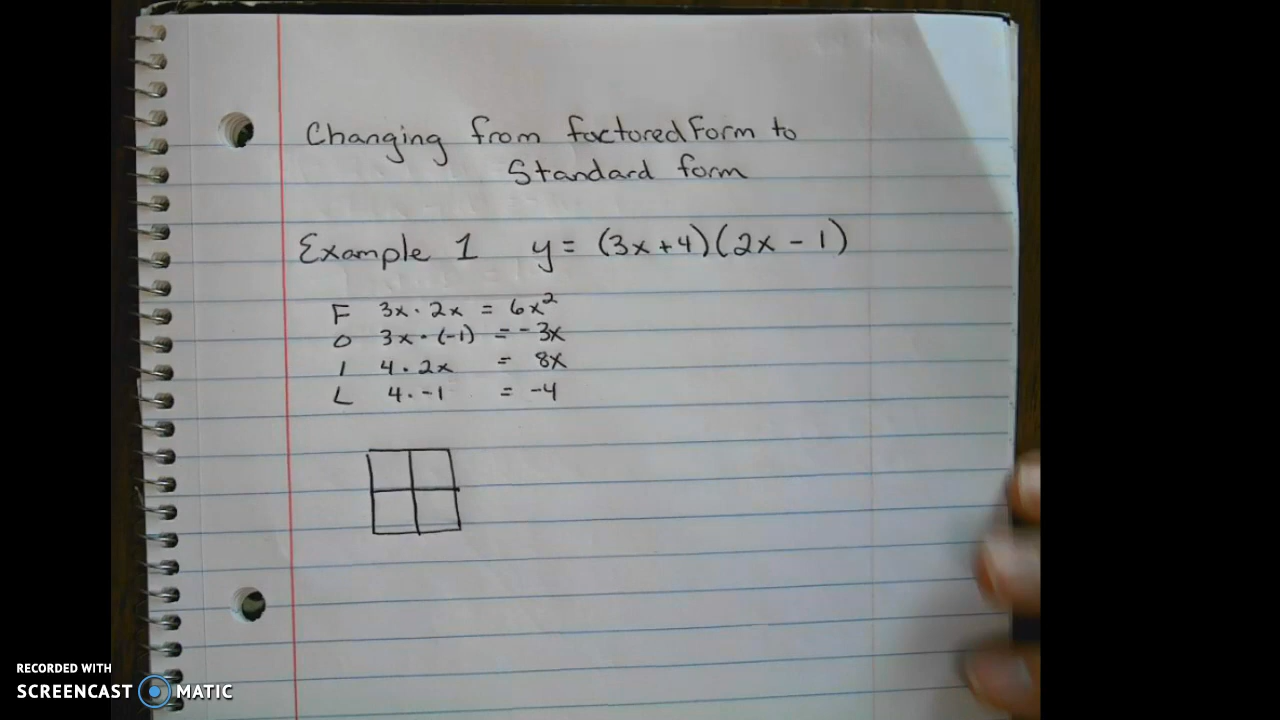 Changing from factored Form to
Standard form
Example 1 y = (3x+4)(2x - 1)
F 3x · 2x = 6x²
O 3x · (-1) = -3x
I 4 · 2x = 8x
L 4 · -1 = -4
RECORDED WITH
SCREENCAST MATIC